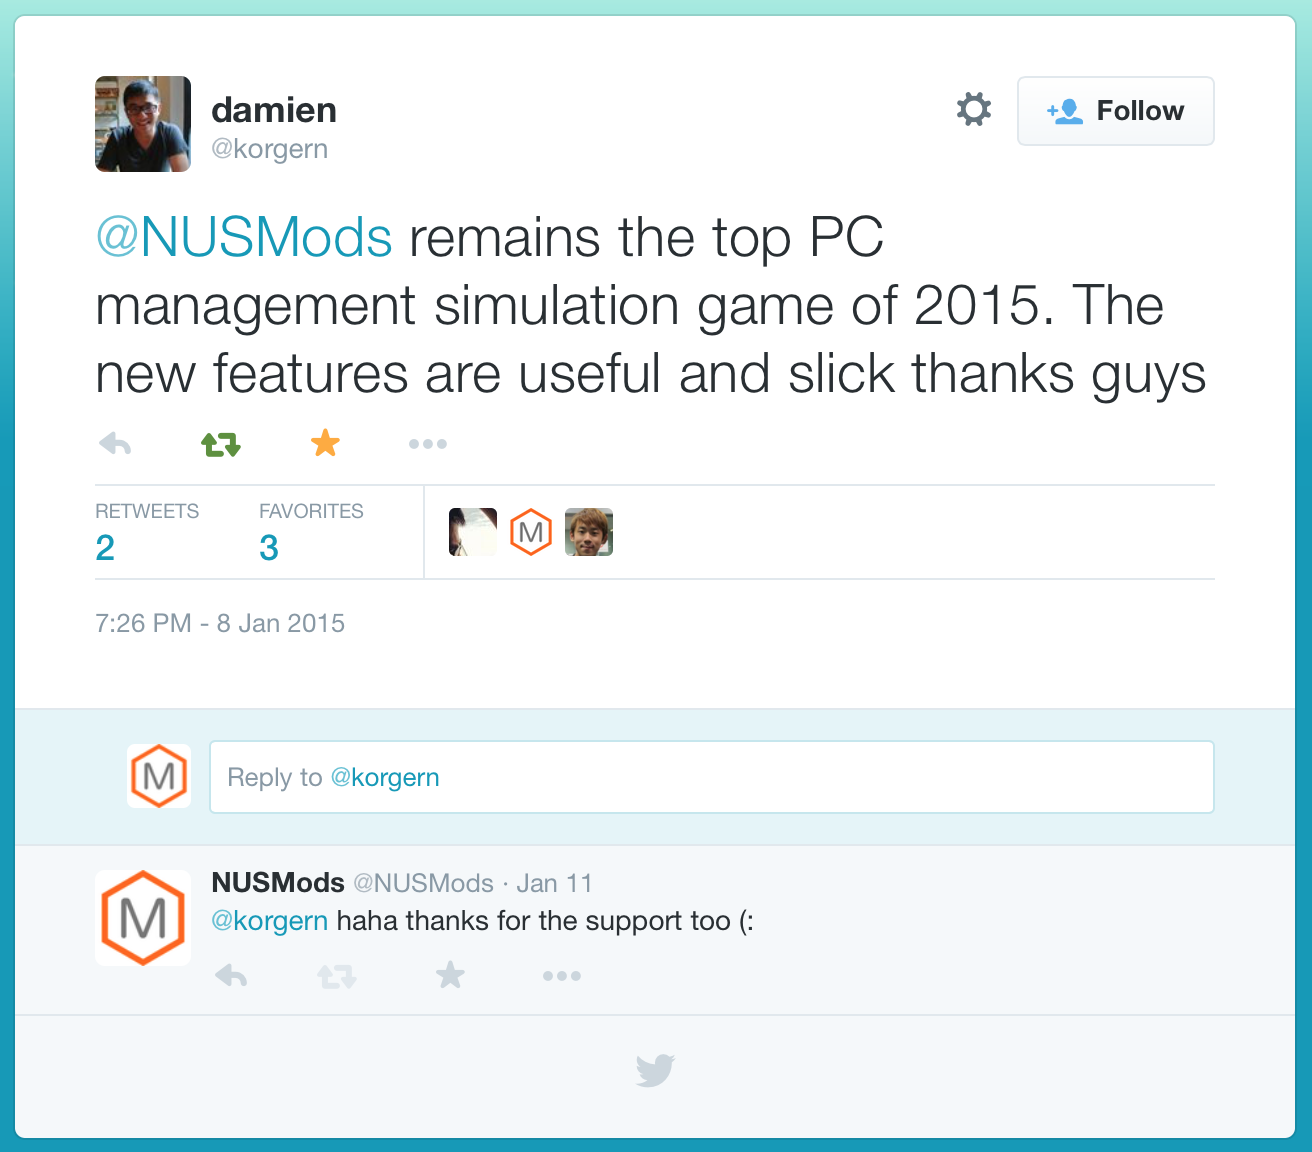 damien
@korgern
Follow
@NUSMods remains the top PC
management simulation game of 2015. The
new features are useful and slick thanks guys
RETWEETS
2
FAVORITES
3
M
7:26 PM - 8 Jan 2015
M
Reply to @korgern
M
NUSMods @NUSMods · Jan 11
@korgern haha thanks for the support too (: